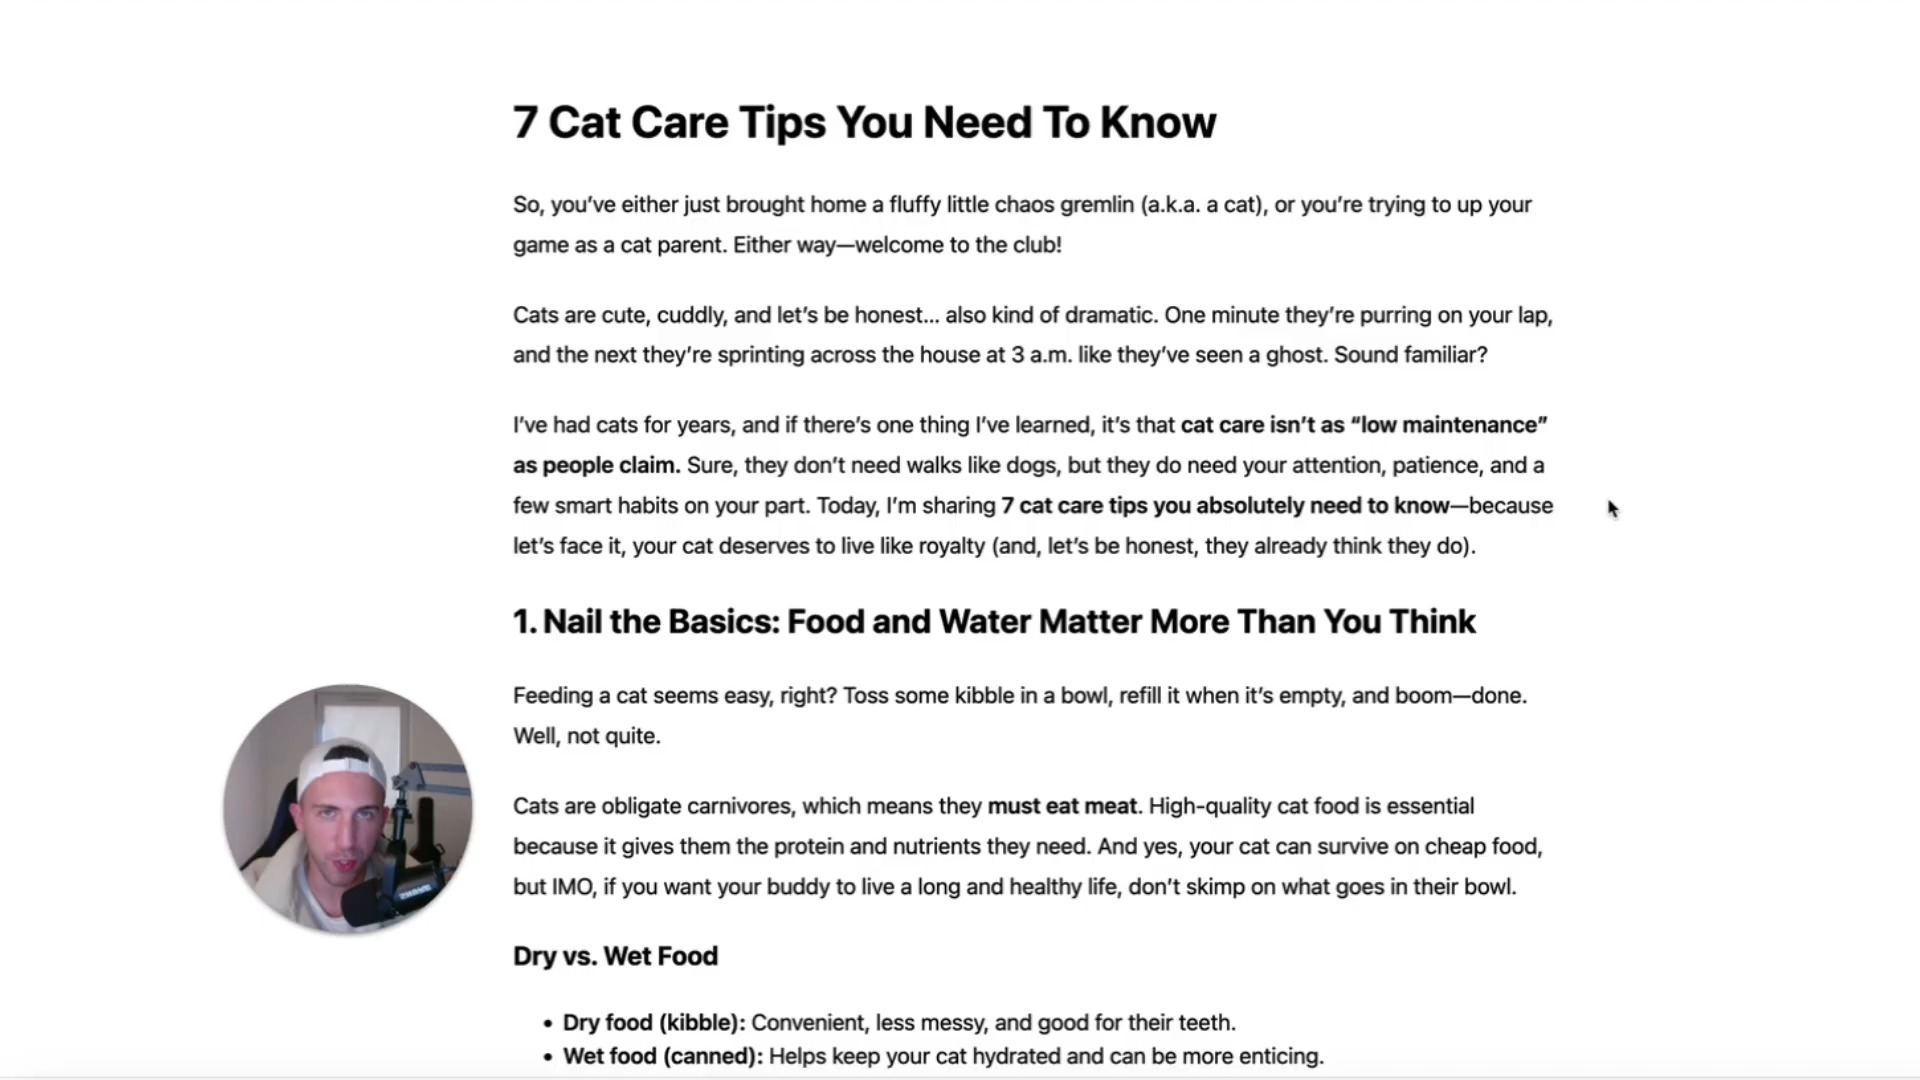 7 Cat Care Tips You Need To Know
So, you’ve either just brought home a fluffy little chaos gremlin (a.k.a. a cat), or you’re trying to up your
game as a cat parent. Either way—welcome to the club!
Cats are cute, cuddly, and let’s be honest… also kind of dramatic. One minute they’re purring on your lap,
and the next they’re sprinting across the house at 3 a.m. like they’ve seen a ghost. Sound familiar?
I’ve had cats for years, and if there’s one thing I’ve learned, it’s that cat care isn’t as “low maintenance”
as people claim. Sure, they don’t need walks like dogs, but they do need your attention, patience, and a
few smart habits on your part. Today, I’m sharing 7 cat care tips you absolutely need to know—because
let’s face it, your cat deserves to live like royalty (and, let’s be honest, they already think they do).
1. Nail the Basics: Food and Water Matter More Than You Think
Feeding a cat seems easy, right? Toss some kibble in a bowl, refill it when it’s empty, and boom—done.
Well, not quite.
Cats are obligate carnivores, which means they must eat meat. High-quality cat food is essential
because it gives them the protein and nutrients they need. And yes, your cat can survive on cheap food,
but IMO, if you want your buddy to live a long and healthy life, don’t skimp on what goes in their bowl.
Dry vs. Wet Food
• Dry food (kibble): Convenient, less messy, and good for their teeth.
• Wet food (canned): Helps keep your cat hydrated and can be more enticing.